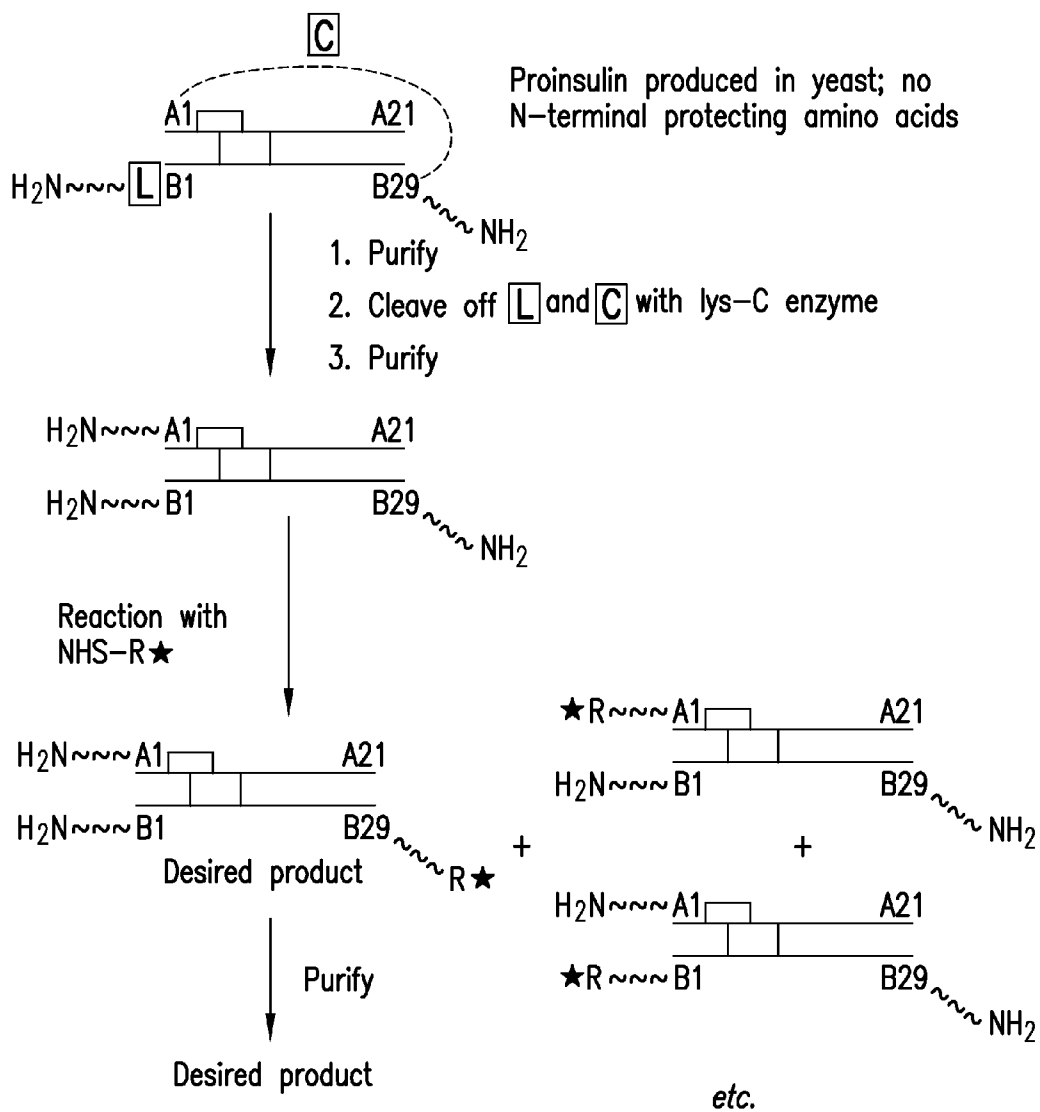 C
Proinsulin produced in yeast; no
N-terminal protecting amino acids
A1 A21
H2N~~~ L B1 B29 ~~~NH2
1. Purify
2. Cleave off L and C with lys-C enzyme
3. Purify
H2N~~~A1 A21
H2N~~~B1 B29 ~~~NH2
Reaction with
NHS-R★
H2N~~~A1 A21
H2N~~~B1 B29 ~~~R★
Desired product
+
★R~~~A1 A21
H2N~~~B1 B29 ~~~NH2
+
H2N~~~A1 A21
★R~~~B1 B29 ~~~NH2
Purify
Desired product
etc.